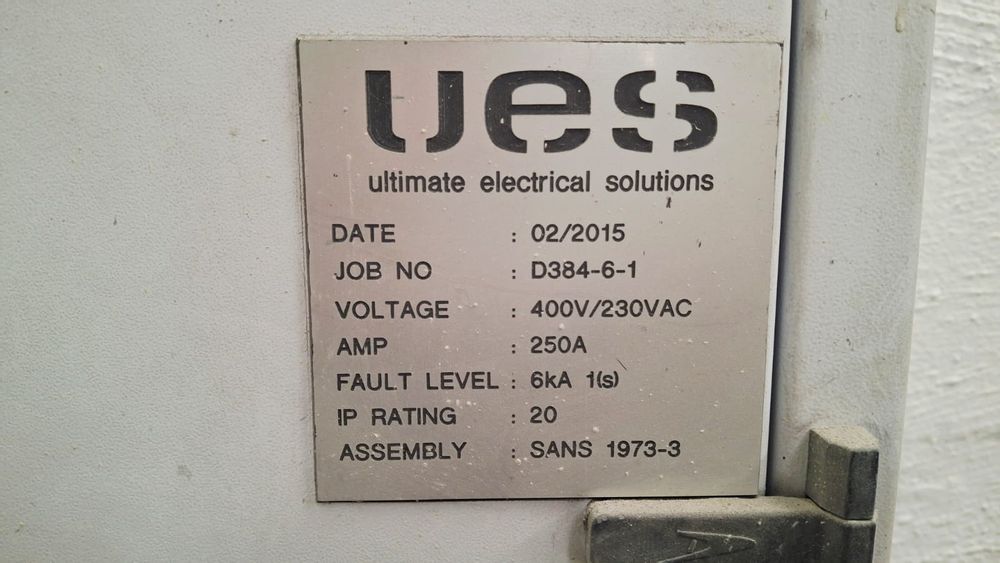 ues
ultimate electrical solutions
DATE : 02/2015
JOB NO : D384-6-1
VOLTAGE : 400V/230VAC
AMP : 250A
FAULT LEVEL : 6kA 1(s)
IP RATING : 20
ASSEMBLY : SANS 1973-3